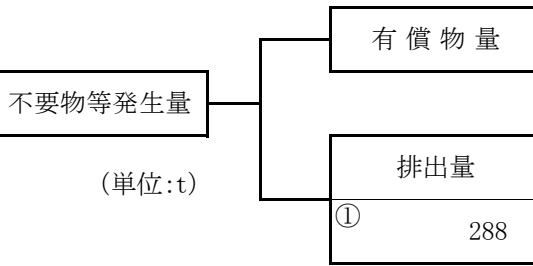 有 償 物 量
不要物等発生量
(単位:t)
排出量
①
288